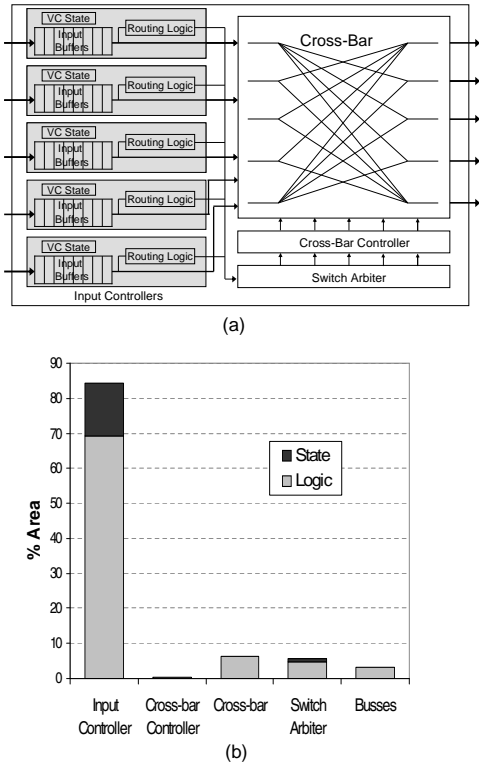 VC State
Input
Buffers
Routing Logic
VC State
Input
Buffers
Routing Logic
VC State
Input
Buffers
Routing Logic
VC State
Input
Buffers
Routing Logic
VC State
Input
Buffers
Routing Logic
Input Controllers
Cross-Bar
Cross-Bar Controller
Switch Arbiter
(a)
90
80
70
60
50
40
30
20
10
0
% Area
State
Logic
Input
Controller
Cross-bar
Controller
Cross-bar
Switch
Arbiter
Busses
(b)